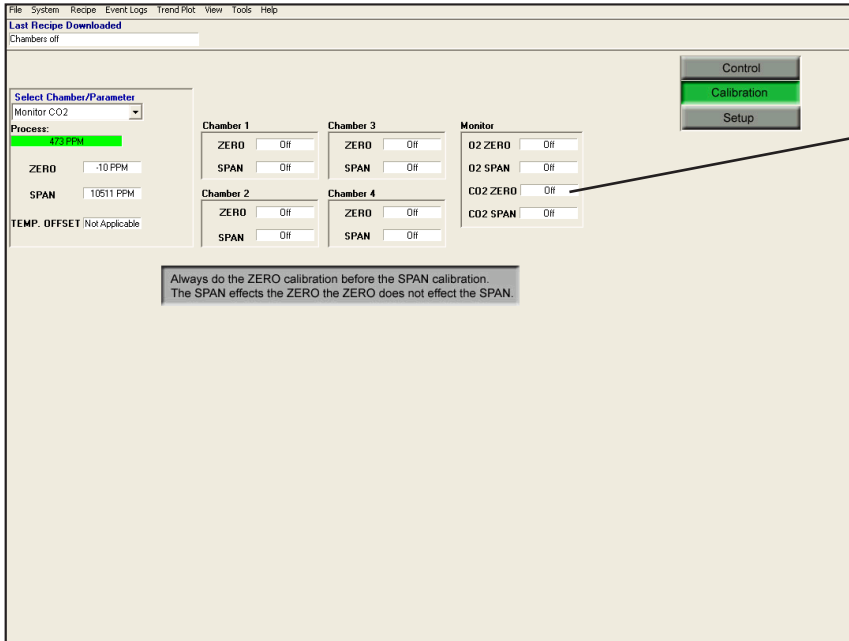 File System Recipe Event Logs Trend Plot View Tools Help
Last Recipe Downloaded
Chambers off
Control
Calibration
Setup
Select Chamber/Parameter
Monitor CO2
Process:
473 PPM
ZERO -10 PPM
SPAN 10511 PPM
TEMP. OFFSET Not Applicable
Chamber 1
ZERO Off
SPAN Off
Chamber 2
ZERO Off
SPAN Off
Chamber 3
ZERO Off
SPAN Off
Chamber 4
ZERO Off
SPAN Off
Monitor
O2 ZERO Off
O2 SPAN Off
CO2 ZERO Off
CO2 SPAN Off
Always do the ZERO calibration before the SPAN calibration.
The SPAN effects the ZERO the ZERO does not effect the SPAN.